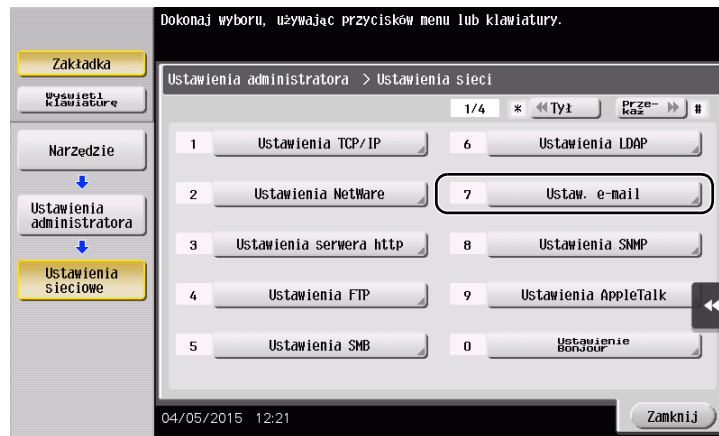 Dokonaj wyboru, używając przycisków menu lub klawiatury.
Zakładka
Wyświetl
klawiaturę
Narzędzie
Ustawienia
administratora
Ustawienia
sieciowe
Ustawienia administratora > Ustawienia sieci
1/4 * Tył Prze-
każ #
1 Ustawienia TCP/IP
6 Ustawienia LDAP
2 Ustawienia NetWare
7 Ustaw. e-mail
3 Ustawienia serwera http
8 Ustawienia SNMP
4 Ustawienia FTP
9 Ustawienia AppleTalk
5 Ustawienia SMB
0 Ustawienie
Bonjour
04/05/2015 12:21
Zamknij